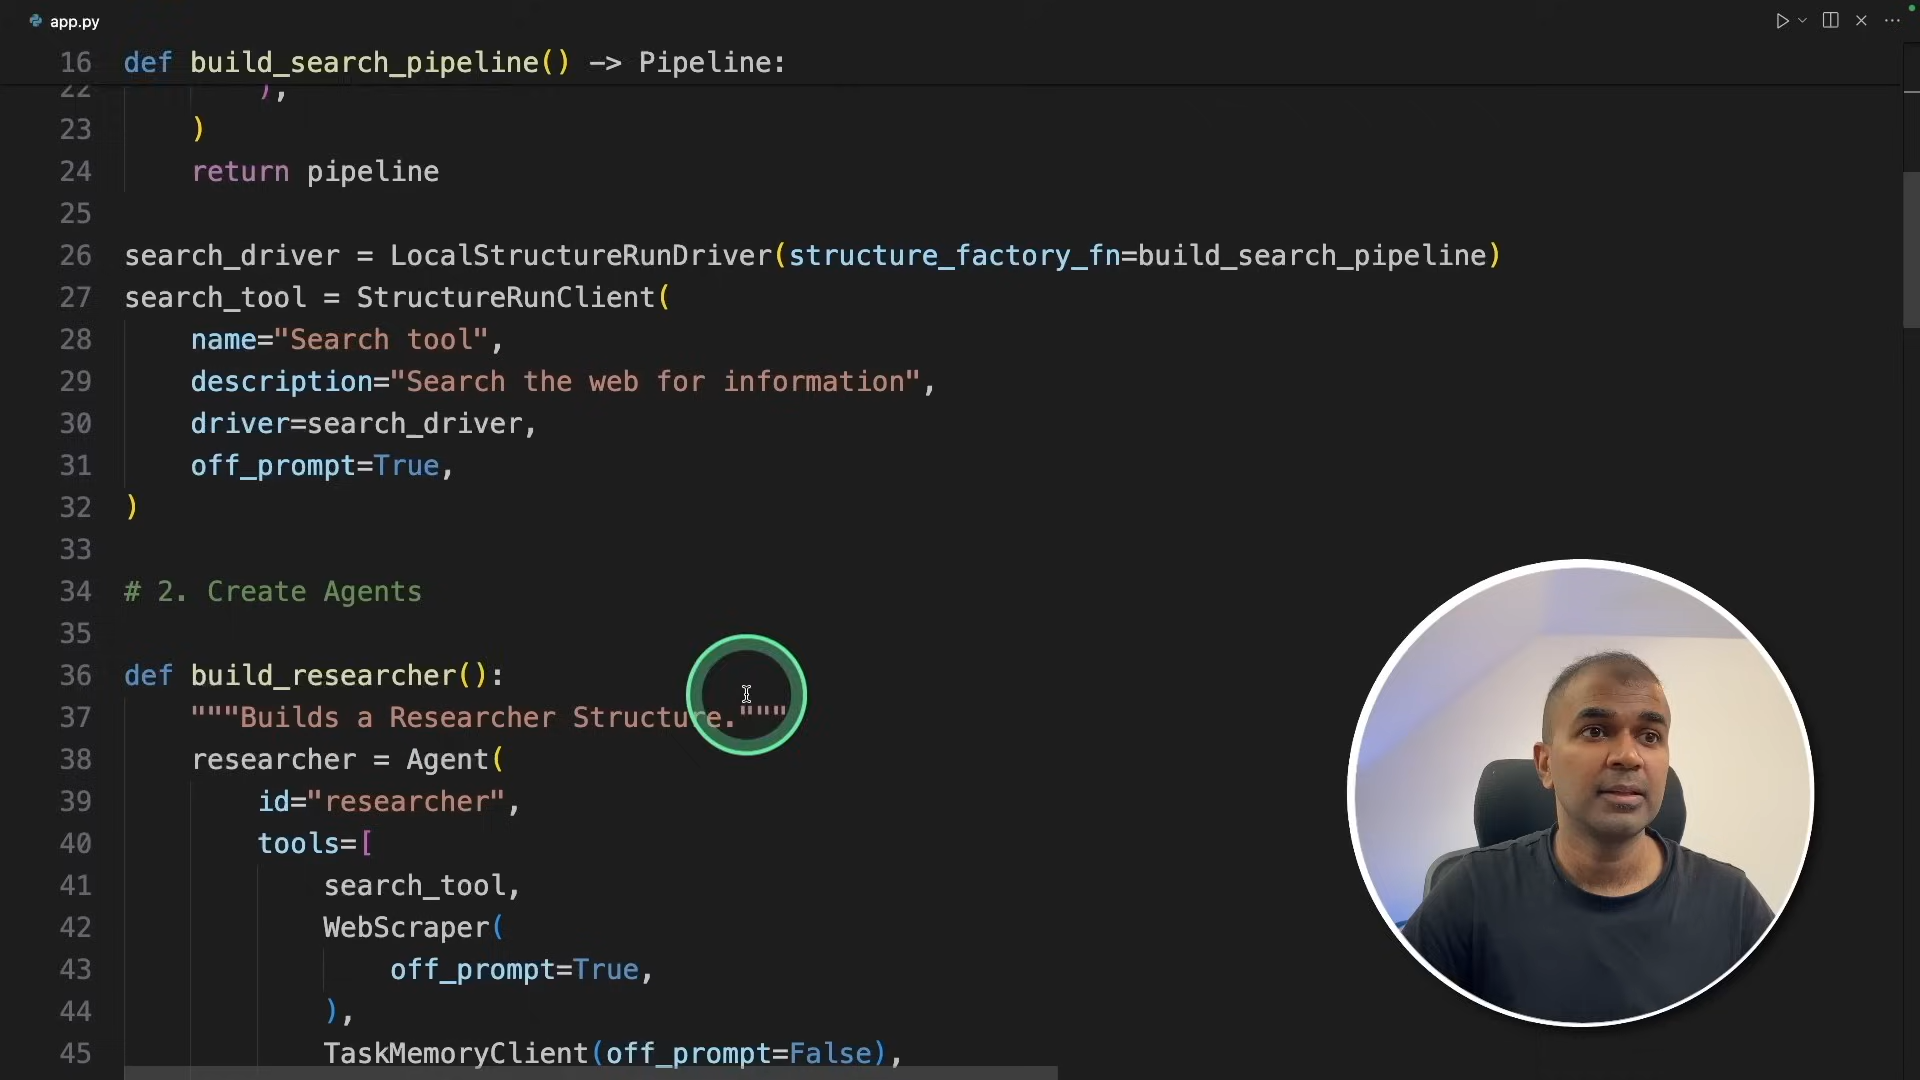 app.py
16 def build_search_pipeline() -> Pipeline:
22 ),
23 )
24 return pipeline
25
26 search_driver = LocalStructureRunDriver(structure_factory_fn=build_search_pipeline)
27 search_tool = StructureRunClient(
28 name="Search tool",
29 description="Search the web for information",
30 driver=search_driver,
31 off_prompt=True,
32 )
33
34 # 2. Create Agents
35
36 def build_researcher():
37 """Builds a Researcher Structure."""
38 researcher = Agent(
39 id="researcher",
40 tools=[
41 search_tool,
42 WebScraper(
43 off_prompt=True,
44 ),
45 TaskMemoryClient(off_prompt=False),